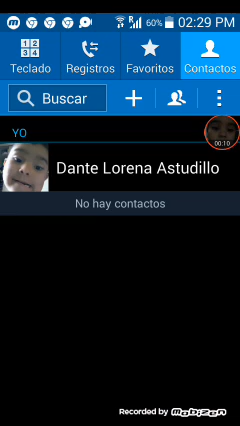 60% 02:29 PM
Teclado Registros Favoritos Contactos
Buscar
YO
00:10
Dante Lorena Astudillo
No hay contactos
Recorded by mobizen